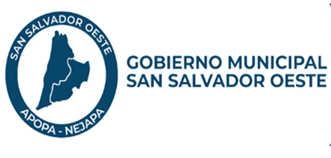 SAN SALVADOR OESTE
APOPA - NEJAPA
GOBIERNO MUNICIPAL
SAN SALVADOR OESTE